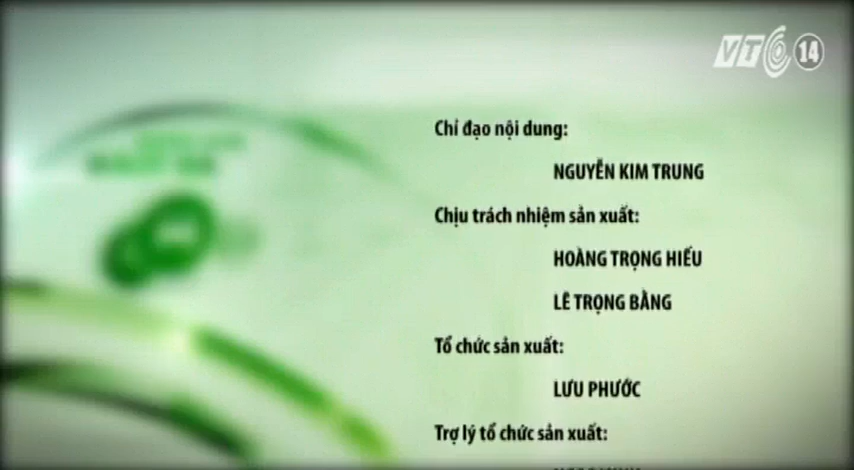 VTC 14
Chỉ đạo nội dung:
NGUYỄN KIM TRUNG
Chịu trách nhiệm sản xuất:
HOÀNG TRỌNG HIẾU
LÊ TRỌNG BẰNG
Tổ chức sản xuất:
LƯU PHƯỚC
Trợ lý tổ chức sản xuất: